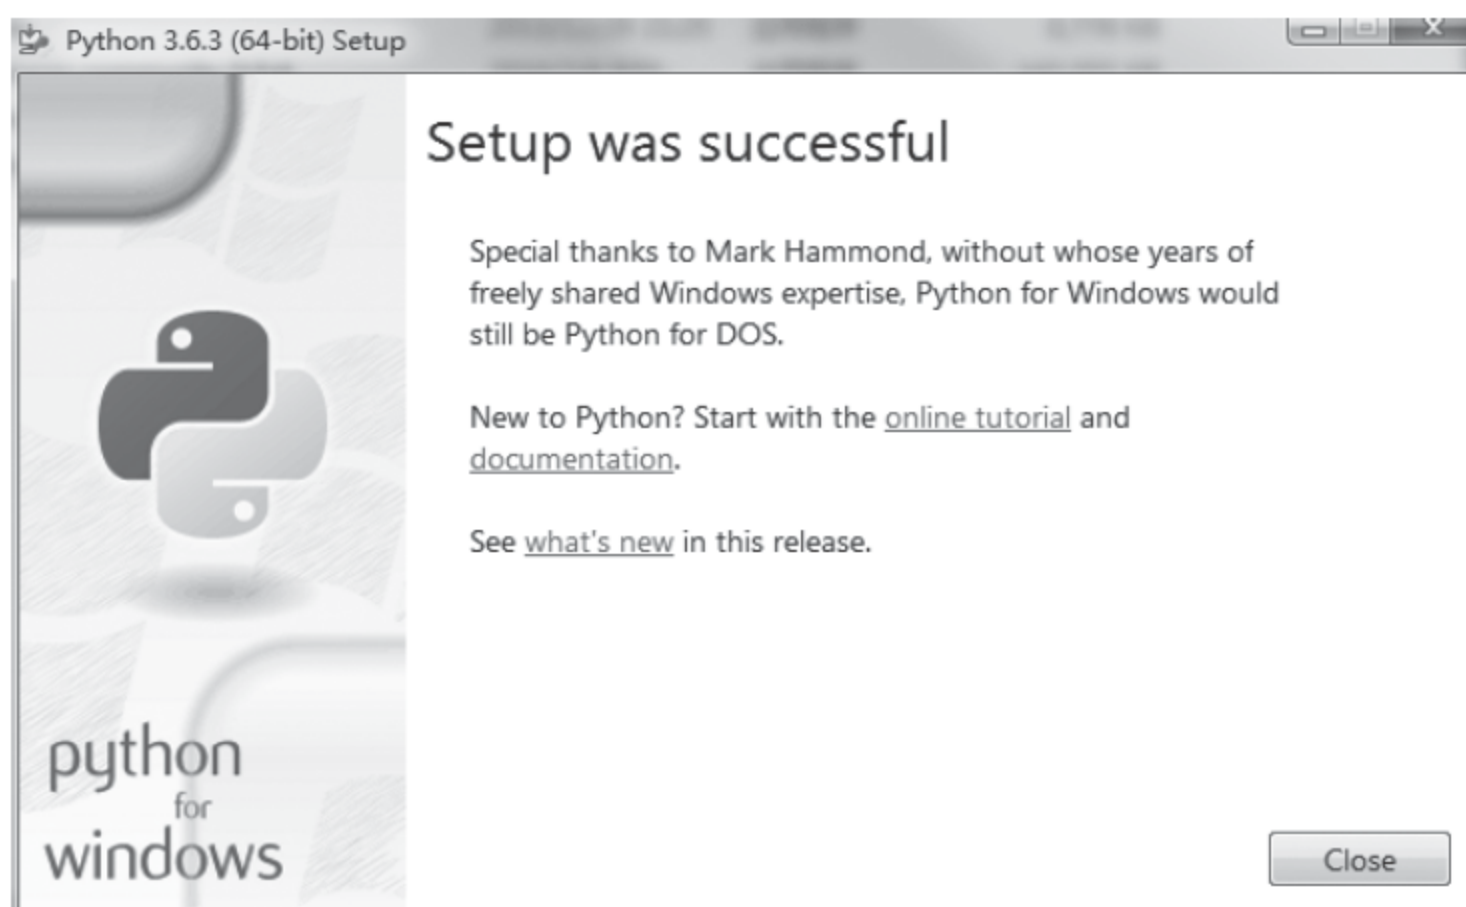 Python 3.6.3 (64-bit) Setup
Setup was successful
Special thanks to Mark Hammond, without whose years of
freely shared Windows expertise, Python for Windows would
still be Python for DOS.
New to Python? Start with the online tutorial and
documentation.
See what's new in this release.
python
for
windows
Close